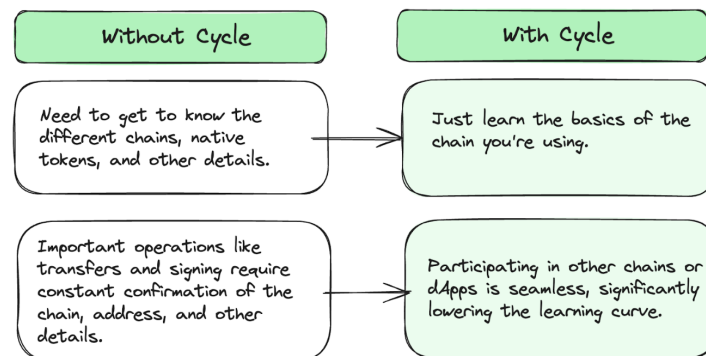 Without Cycle
With Cycle
Need to get to know the
different chains, native
tokens, and other details.
Just learn the basics of the
chain you're using.
Important operations like
transfers and signing require
constant confirmation of the
chain, address, and other
details.
Participating in other chains or
dApps is seamless, significantly
lowering the learning curve.